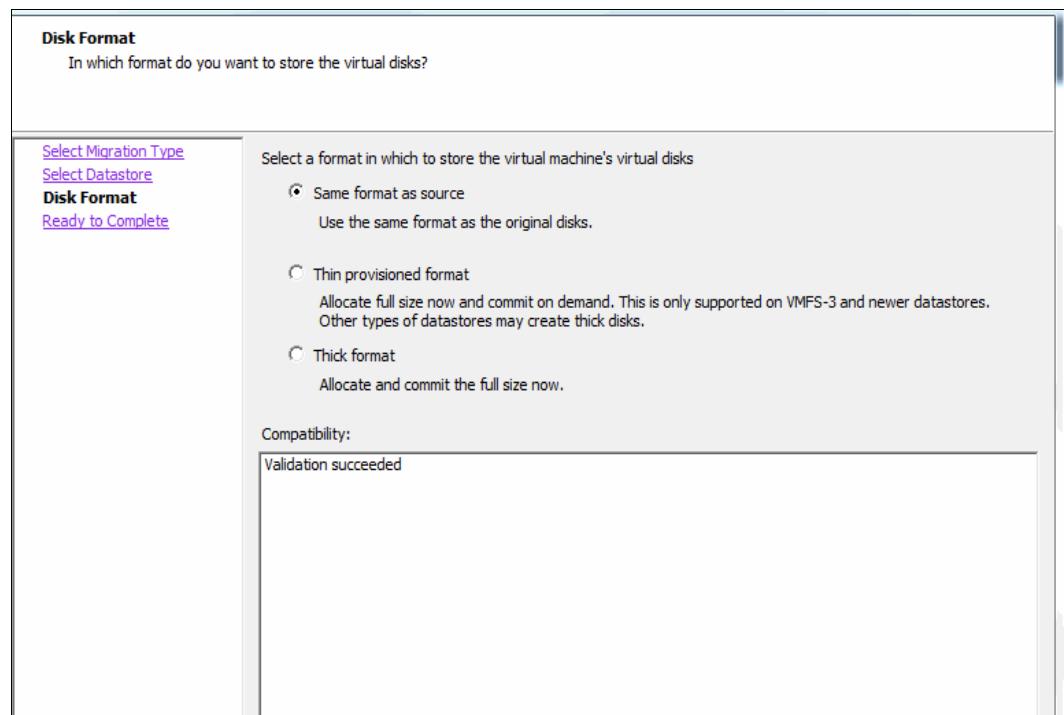 Disk Format
In which format do you want to store the virtual disks?
Select Migration Type
Select Datastore
Disk Format
Ready to Complete
Select a format in which to store the virtual machine's virtual disks
Same format as source
Use the same format as the original disks.
Thin provisioned format
Allocate full size now and commit on demand. This is only supported on VMFS-3 and newer datastores.
Other types of datastores may create thick disks.
Thick format
Allocate and commit the full size now.
Compatibility:
Validation succeeded